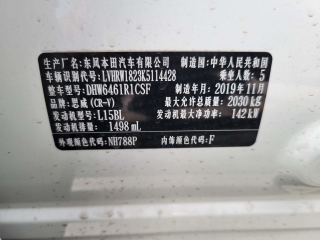 生产厂名：东风本田汽车有限公司 制造国：中华人民共和国
车辆识别代号：LVHRW1823K5114428 乘坐人数：5
整车型号：DHW6461R1CSF 制造年月：2019年11月
品牌：思威（CR-V） 最大允许总质量：2030 kg
发动机型号：L15BL 发动机最大净功率：142 kW
发动机排量：1498 mL
外观颜色代码：NH788P 内饰颜色代码：F